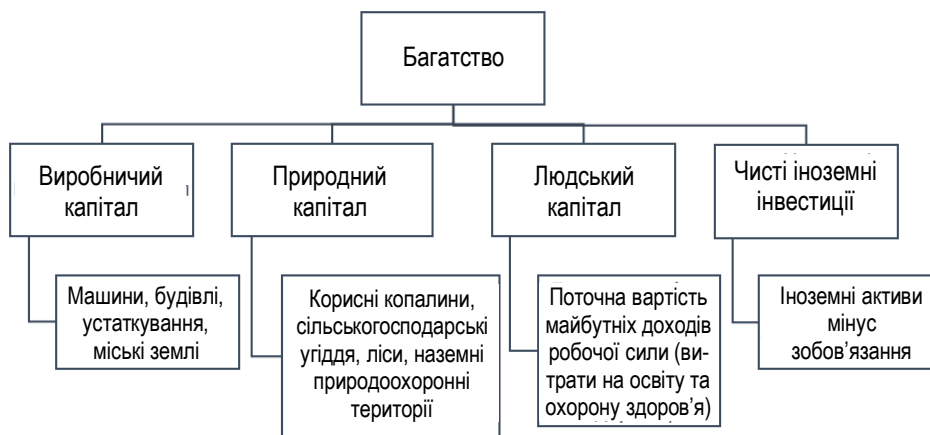 Багатство
Виробничий
капітал
Природний
капітал
Людський
капітал
Чисті іноземні
інвестиції
Машини, будівлі,
устаткування,
міські землі
Корисні копалини,
сільськогосподарські
угіддя, ліси, наземні
природоохоронні
території
Поточна вартість
майбутніх доходів
робочої сили (ви-
трати на освіту та
охорону здоров’я)
Іноземні активи
мінус
зобов’язання